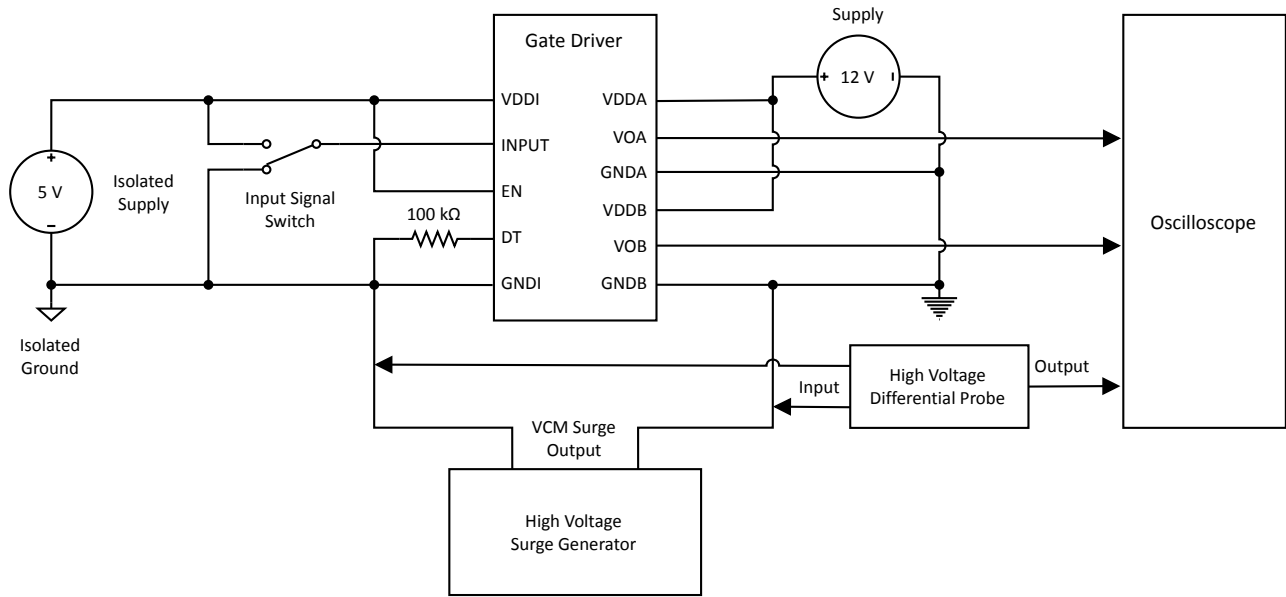 Supply
Gate Driver
+
12 V
–
VDDI
VDDA
INPUT
VOA
GNDA
+
5 V
–
Isolated
Supply
Input Signal
Switch
EN
VDDB
100 kΩ
DT
VOB
Oscilloscope
GNDI
GNDB
Isolated
Ground
High Voltage
Differential Probe
Input
Output
VCM Surge
Output
High Voltage
Surge Generator